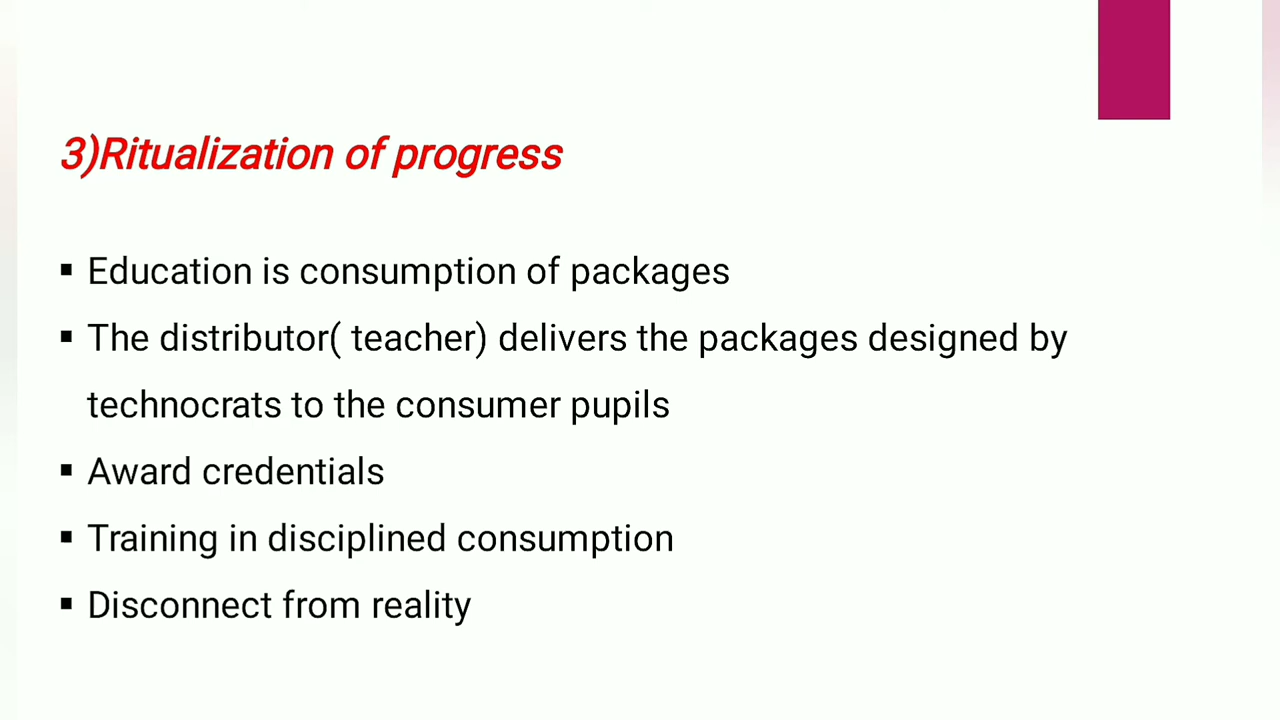 3)Ritualization of progress
▪ Education is consumption of packages
▪ The distributor( teacher) delivers the packages designed by
technocrats to the consumer pupils
▪ Award credentials
▪ Training in disciplined consumption
▪ Disconnect from reality